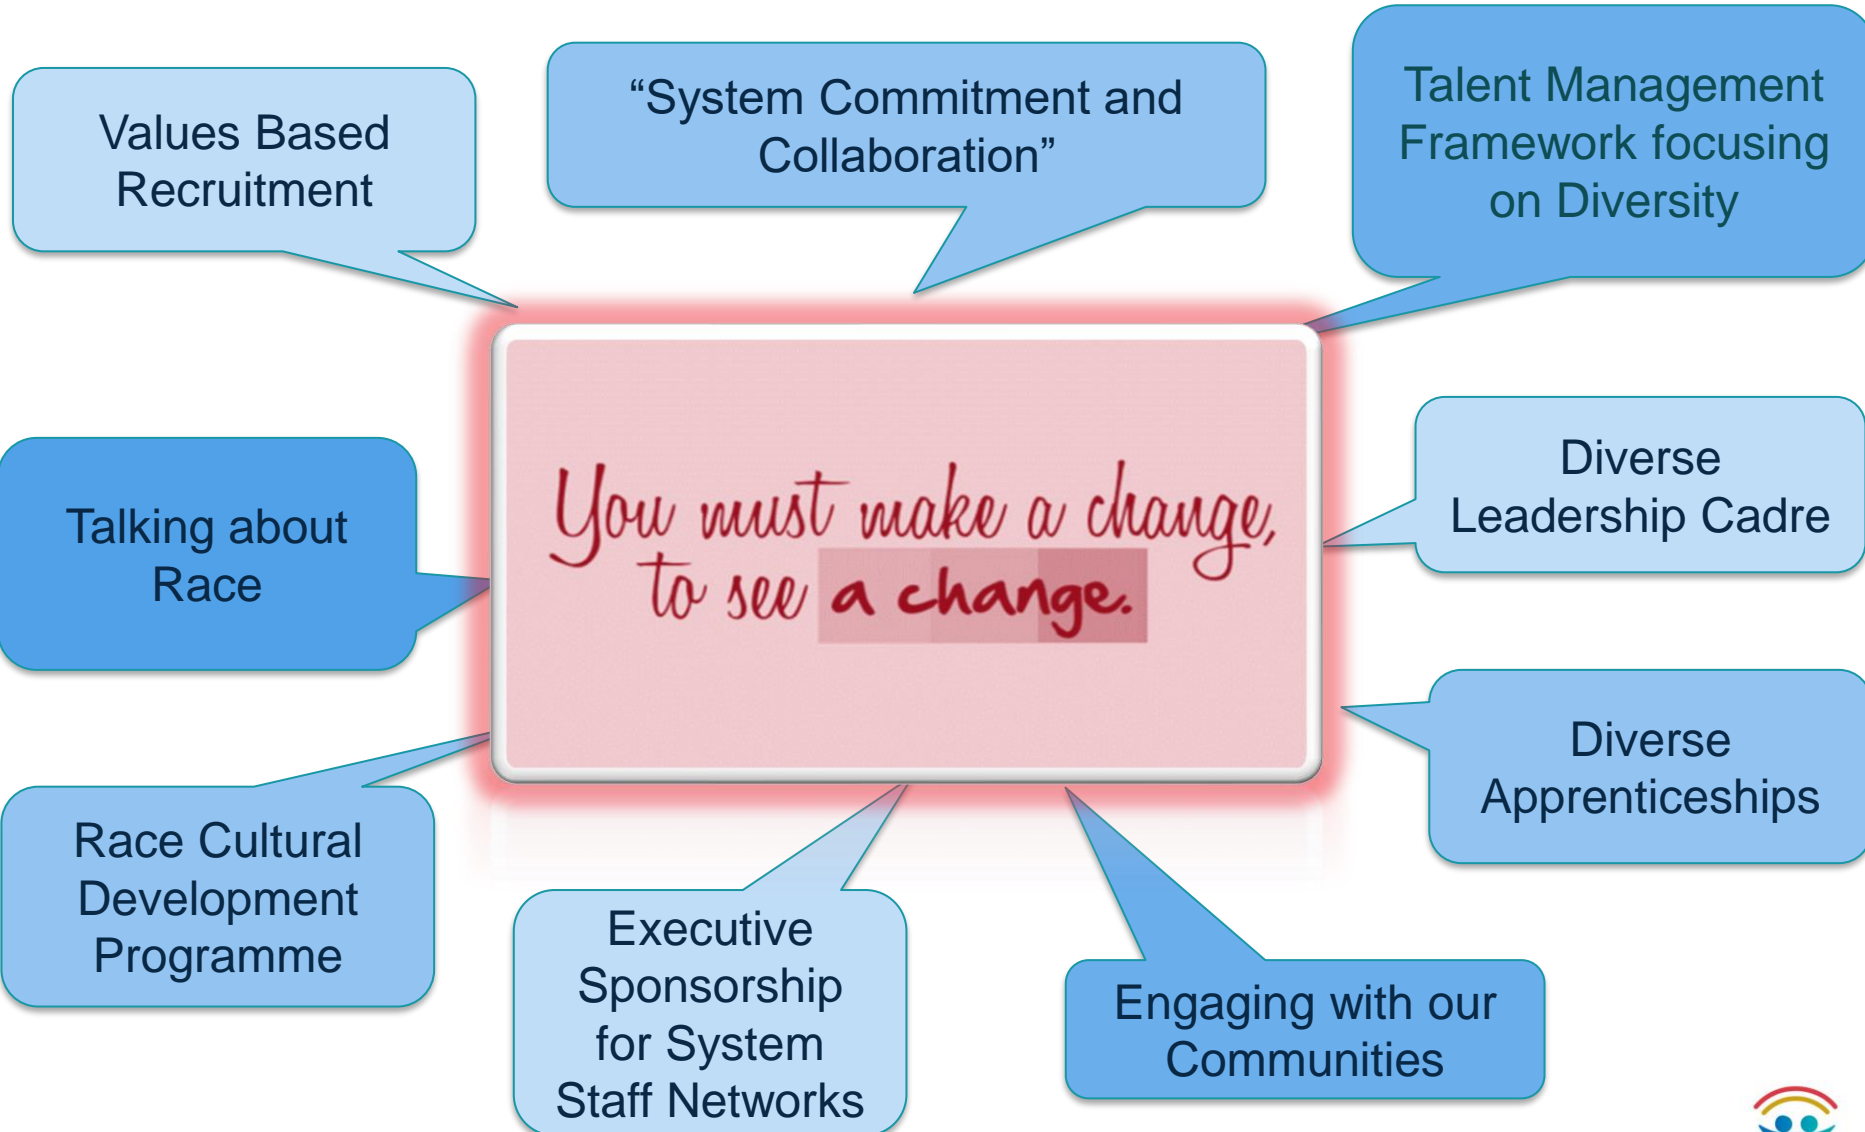 Values Based
Recruitment
“System Commitment and
Collaboration”
Talent Management
Framework focusing
on Diversity
Talking about
Race
You must make a change,
to see a change.
Diverse
Leadership Cadre
Diverse
Apprenticeships
Race Cultural
Development
Programme
Executive
Sponsorship
for System
Staff Networks
Engaging with our
Communities